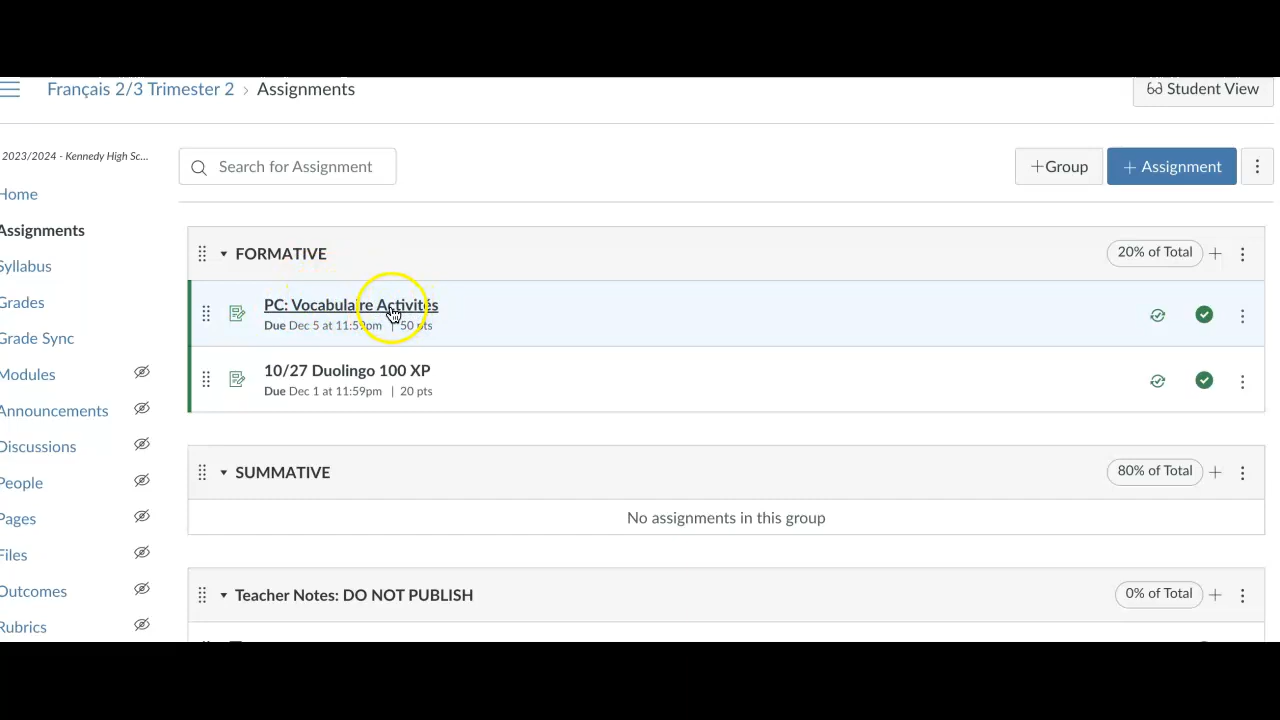 Français 2/3 Trimester 2 › Assignments
Student View
2023/2024 - Kennedy High Sc...
Search for Assignment
+Group
+ Assignment
Home
Assignments
Syllabus
Grades
Grade Sync
Modules
Announcements
Discussions
People
Pages
Files
Outcomes
Rubrics
FORMATIVE
20% of Total
PC: Vocabulaire Activités
Due Dec 5 at 11:59pm | 50 pts
10/27 Duolingo 100 XP
Due Dec 1 at 11:59pm | 20 pts
SUMMATIVE
80% of Total
No assignments in this group
Teacher Notes: DO NOT PUBLISH
0% of Total